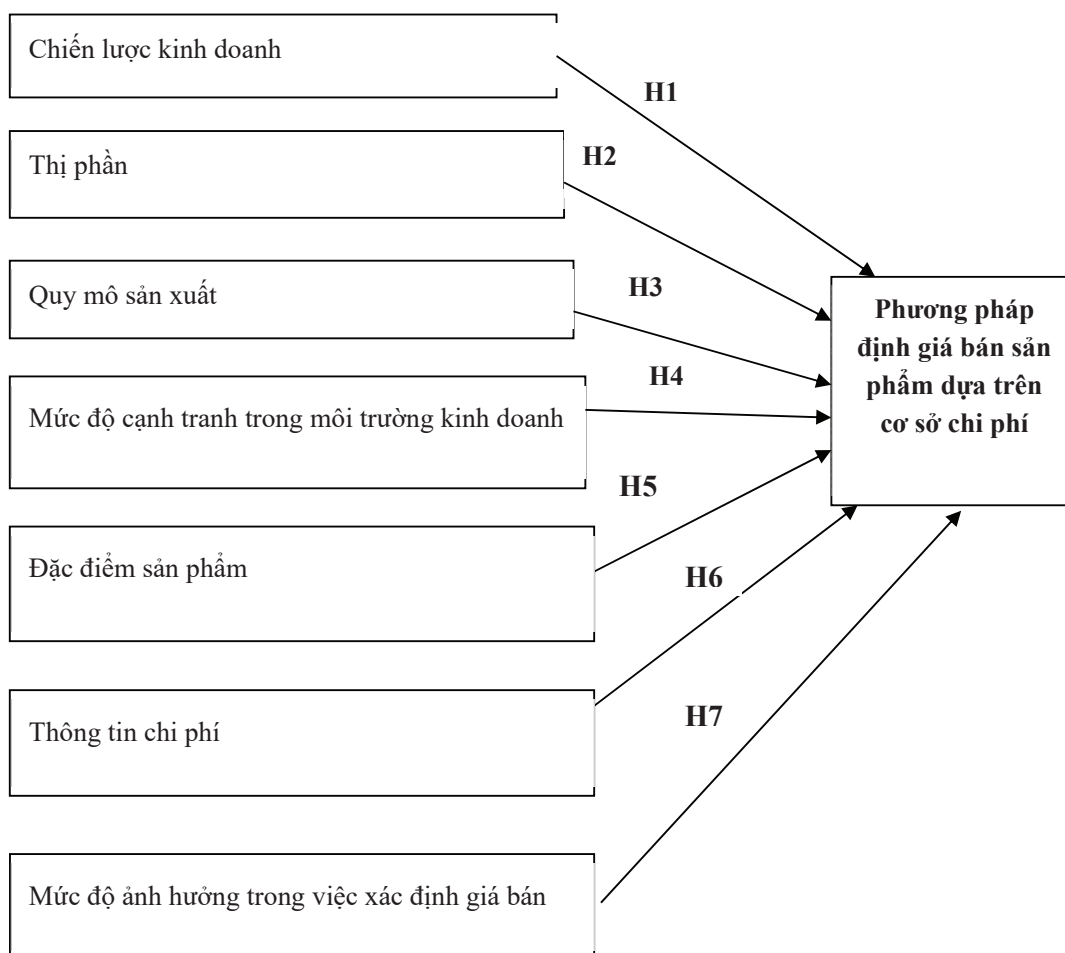 Chiến lược kinh doanh
H1
Thị phần
H2
Quy mô sản xuất
H3
Phương pháp
định giá bán sản
phẩm dựa trên
cơ sở chi phí
H4
Mức độ cạnh tranh trong môi trường kinh doanh
H5
Đặc điểm sản phẩm
H6
Thông tin chi phí
H7
Mức độ ảnh hưởng trong việc xác định giá bán